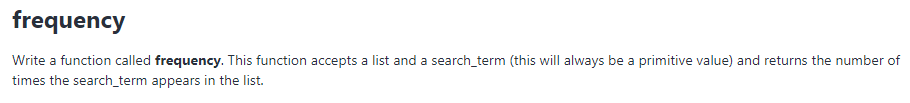 frequency
Write a function called frequency. This function accepts a list and a search_term (this will always be a primitive value) and returns the number of
times the search_term appears in the list.